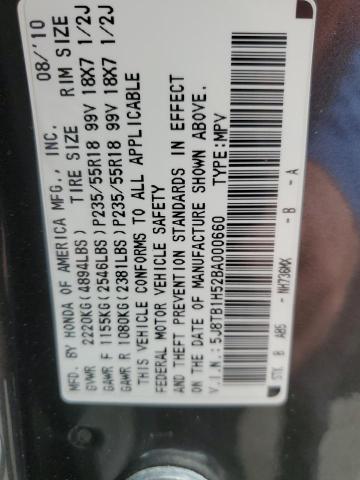 MFD. BY HONDA OF AMERICA MFG., INC. 08/'10
GVWR 2220KG(4894LBS) TIRE SIZE RIM SIZE
GAWR F 1155KG(2546LBS)P235/55R18 99V 18X7 1/2J
GAWR R 1080KG(2381LBS)P235/55R18 99V 18X7 1/2J
THIS VEHICLE CONFORMS TO ALL APPLICABLE
FEDERAL MOTOR VEHICLE SAFETY
AND THEFT PREVENTION STANDARDS IN EFFECT
ON THE DATE OF MANUFACTURE SHOWN ABOVE.
V.I.N.:5J8TB1H52BA000660 TYPE:MPV
STX B AB5 - NH736MX - B - A